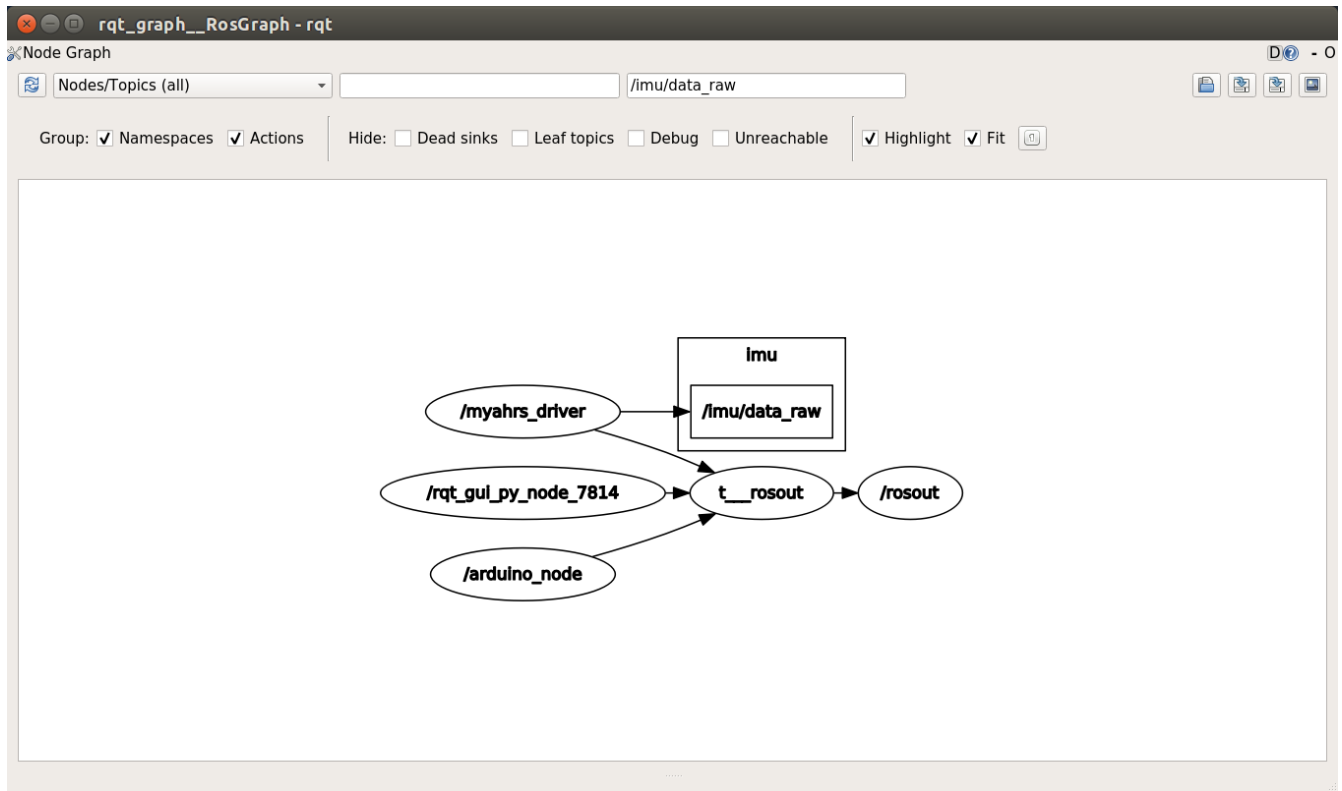 rqt_graph__RosGraph - rqt
Node Graph D - O
Nodes/Topics (all) /imu/data_raw
Group: Namespaces Actions Hide: Dead sinks Leaf topics Debug Unreachable Highlight Fit
imu
/myahrs_driver /imu/data_raw
/rqt_gui_py_node_7814 t__rosout /rosout
/arduino_node